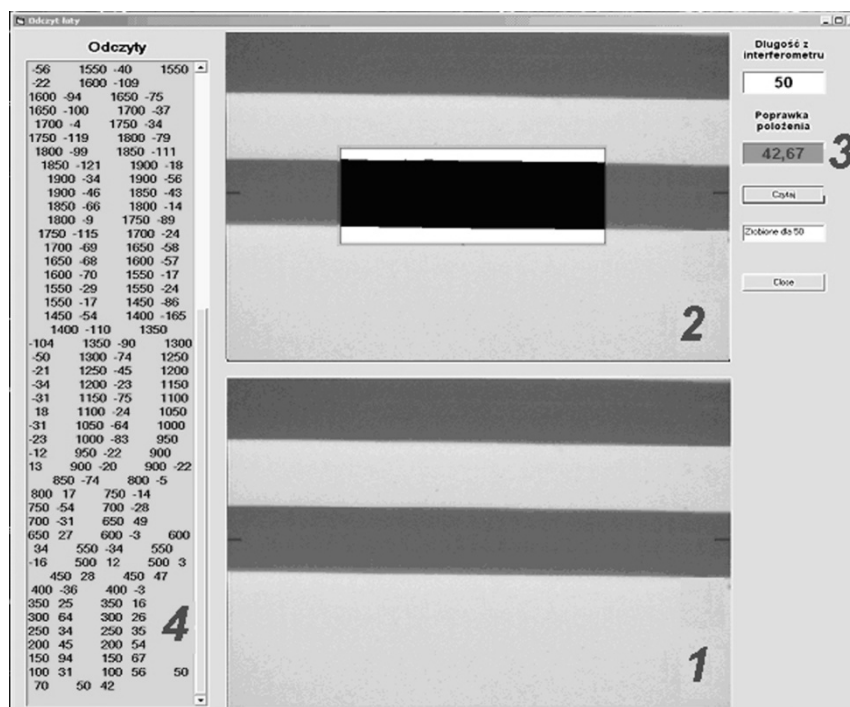 Odczyt łaty
Odczyty
-56 1550 -40 1550
-22 1600 -109
1600 -94 1650 -75
1650 -100 1700 -37
1700 -4 1750 -34
1750 -119 1800 -79
1800 -99 1850 -111
1850 -121 1900 -18
1900 -34 1900 -56
1900 -46 1850 -43
1850 -66 1800 -14
1800 -9 1750 -89
1750 -115 1700 -24
1700 -69 1650 -58
1650 -68 1600 -57
1600 -70 1550 -17
1550 -29 1550 -24
1550 -17 1450 -86
1450 -54 1400 -165
1400 -110 1350
-104 1350 -90 1300
-50 1300 -74 1250
-21 1250 -45 1200
-34 1200 -23 1150
-31 1150 -75 1100
18 1100 -24 1050
-31 1050 -64 1000
-23 1000 -83 950
-12 950 -22 900
13 900 -20 900 -22
850 -74 800 -5
800 17 750 -14
750 -54 700 -28
700 -31 650 49
650 27 600 -3 600
34 550 -34 550
-16 500 12 500 3
450 28 450 47
400 -36 400 -3
350 25 350 16
300 64 300 26
250 34 250 35
200 45 200 54
150 94 150 67
100 31 100 56 50
70 50 42
4
2
1
Długość z
interferometru
50
Poprawka
położenia
42,67
3
Czytaj
Zrobione dla 50
Close